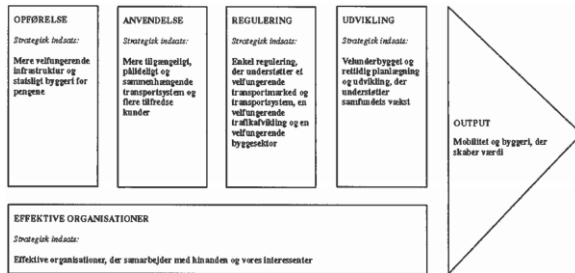 OPFØRELSE
Strategisk indsats:
Mere velfungerende
infrastruktur og
statsligt byggeri for
pengene
ANVENDELSE
Strategisk indsats:
Mere tilgængeligt,
pålideligt og
sammenhængende
transportsystem og
flere tilfredse
kunder
REGULERING
Strategisk indsats:
Enkel regulering,
der understøtter et
velfungerende
transportmarked og
transportsystem, en
velfungerende
trafikafvikling og en
velfungerende
byggesektor
UDVIKLING
Strategisk indsats:
Velunderbygget og
rettidig planlægning
og udvikling, der
understøtter
samfundets vækst
OUTPUT
Mobilitet og byggeri, der
skaber værdi
EFFEKTIVE ORGANISATIONER
Strategisk indsats:
Effektive organisationer, der samarbejder med hinanden og vores interessenter